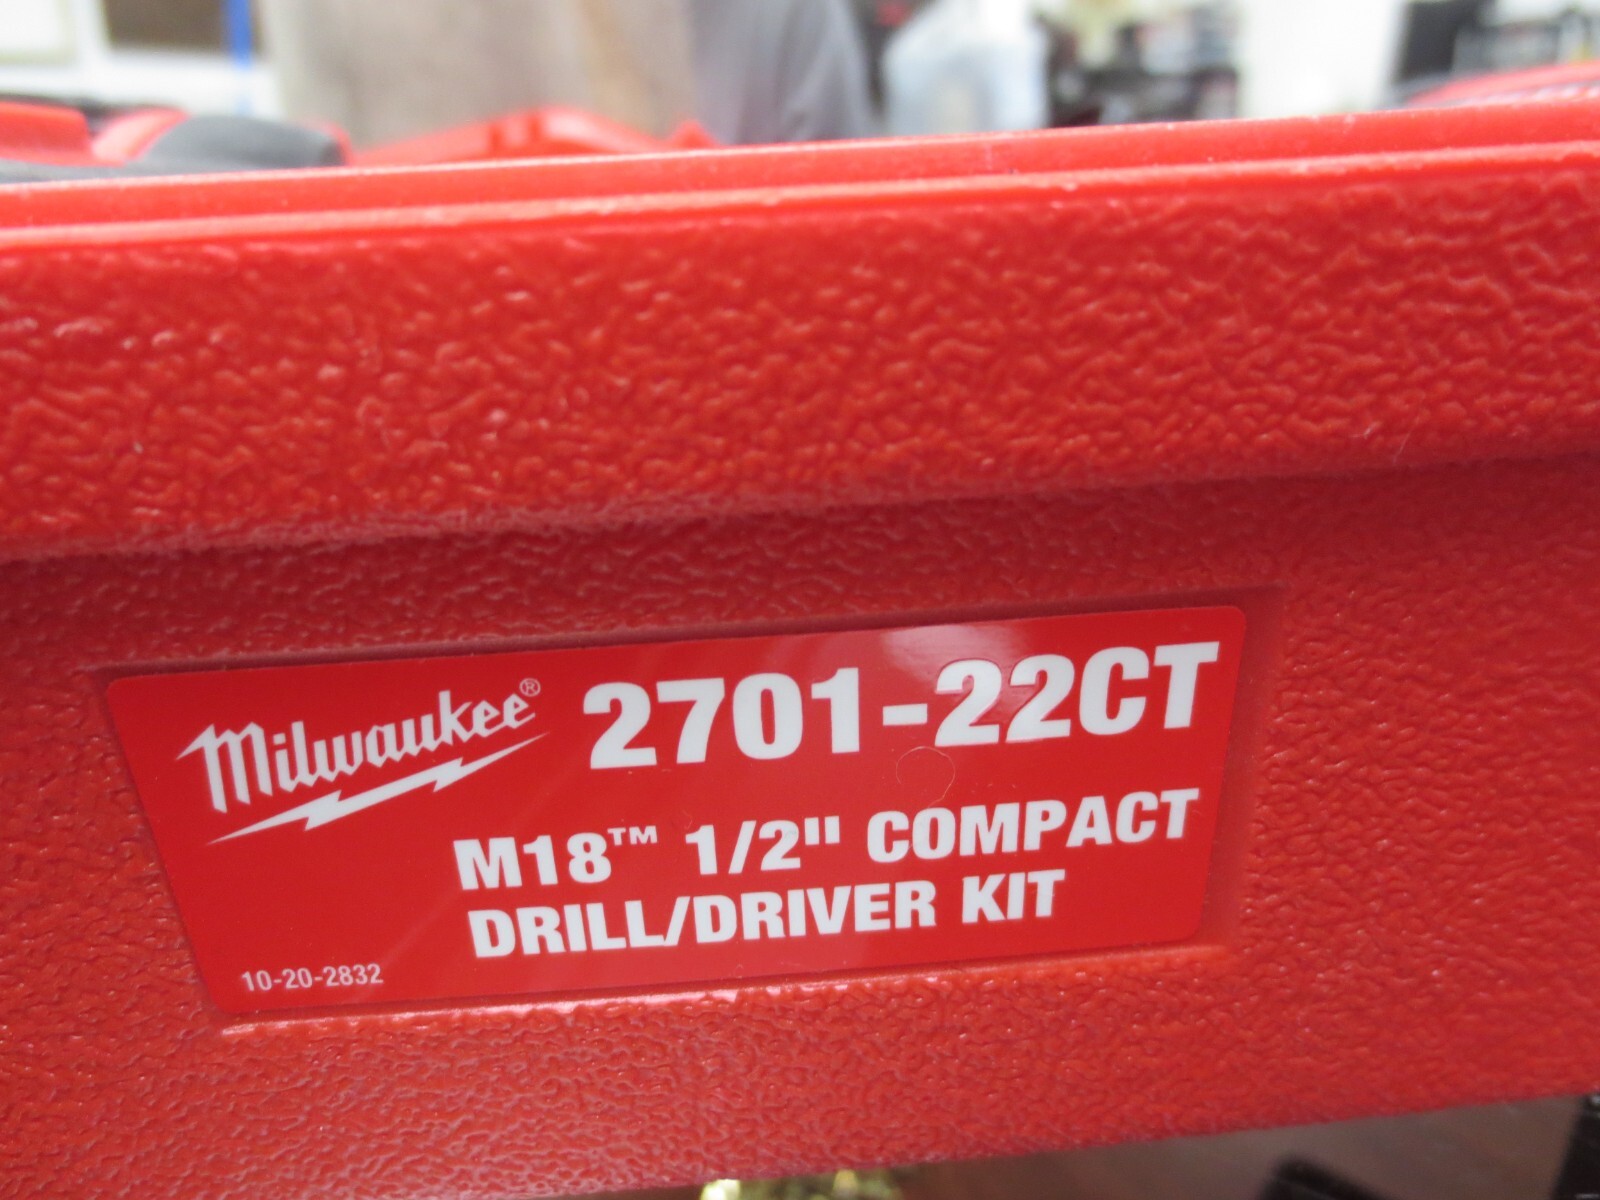 Milwaukee® 2701-22CT
M18™ 1/2" COMPACT
DRILL/DRIVER KIT
10-20-2832